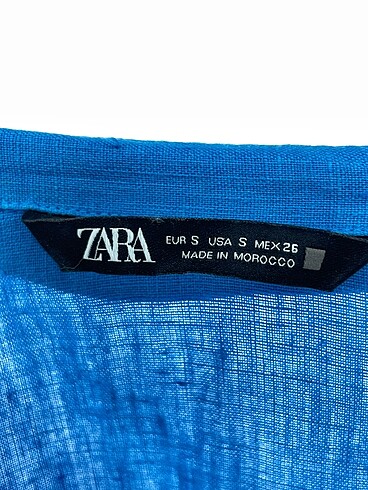 ZARA
EUR S USA S MEX 26
MADE IN MOROCCO